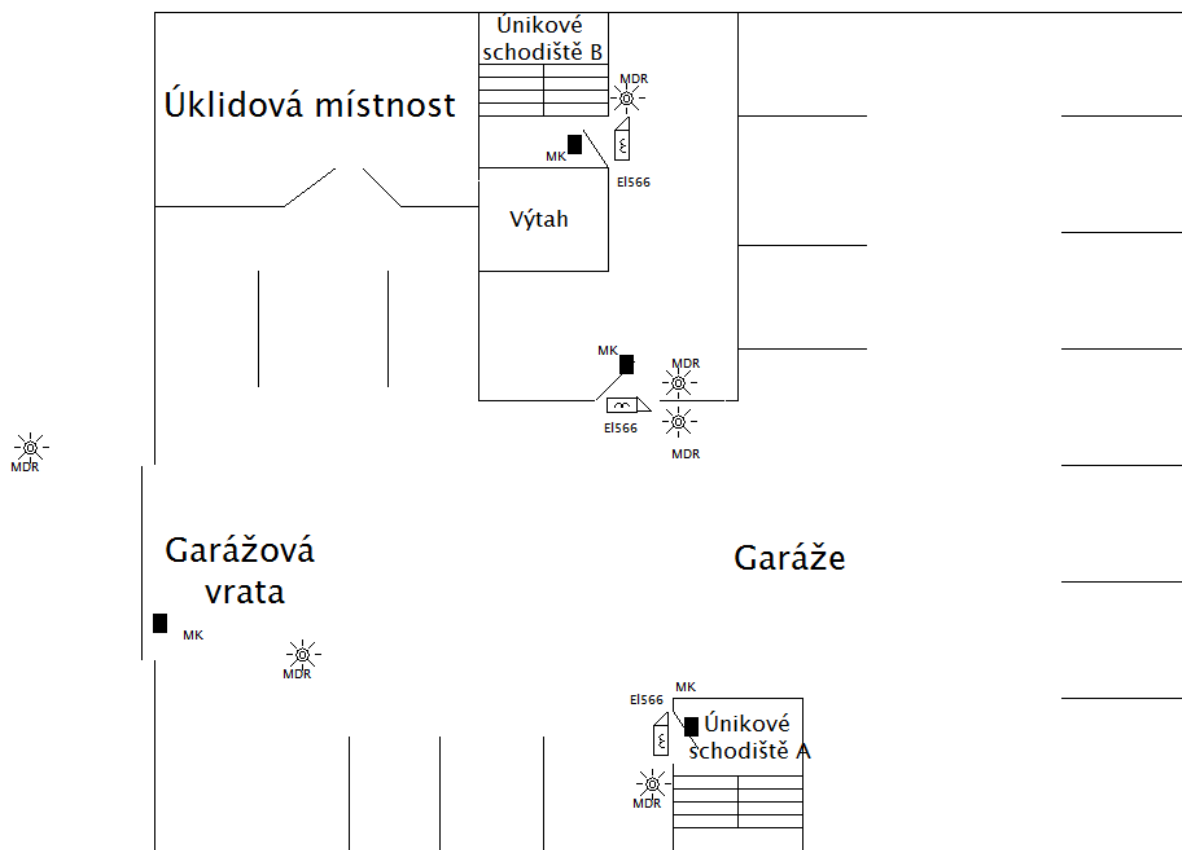 Únikové
schodiště B
MDR
Úklidová místnost
MK
EI566
Výtah
MK
MDR
EI566
MDR
MDR
Garážová
vrata
Garáže
MK
MDR
MK
EI566
Únikové
schodiště A
MDR